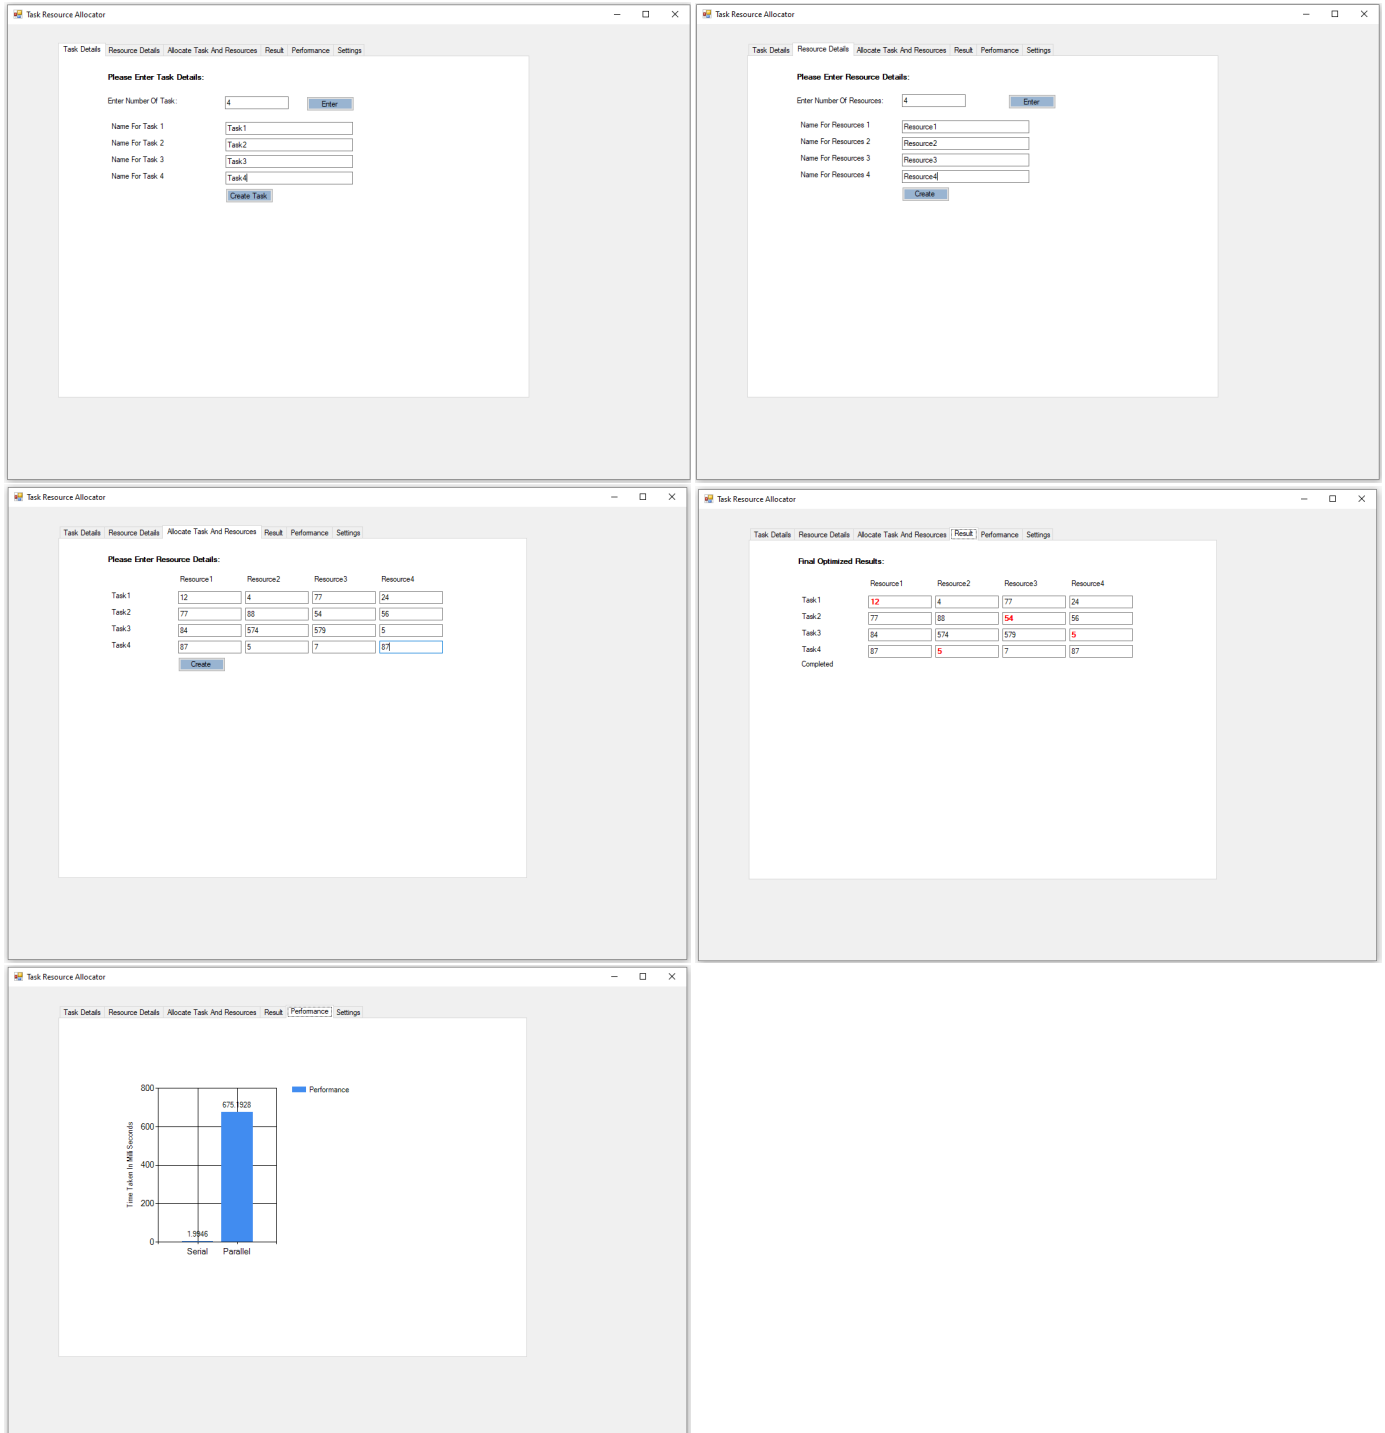 Task Resource Allocator
Task Details Resource Details Allocate Task And Resources Result Performance Settings
Please Enter Task Details:
Enter Number Of Task: 4 Enter
Name For Task 1 Task1
Name For Task 2 Task2
Name For Task 3 Task3
Name For Task 4 Task4
Create Task
Task Resource Allocator
Task Details Resource Details Allocate Task And Resources Result Performance Settings
Please Enter Resource Details:
Enter Number Of Resources: 4 Enter
Name For Resources 1 Resource1
Name For Resources 2 Resource2
Name For Resources 3 Resource3
Name For Resources 4 Resource4
Create
Task Resource Allocator
Task Details Resource Details Allocate Task And Resources Result Performance Settings
Please Enter Resource Details:
Resource1 Resource2 Resource3 Resource4
Task1 12 4 77 24
Task2 77 88 54 56
Task3 84 574 579 5
Task4 87 5 7 87
Create
Task Resource Allocator
Task Details Resource Details Allocate Task And Resources Result Performance Settings
Final Optimized Results:
Resource1 Resource2 Resource3 Resource4
Task1 12 4 77 24
Task2 77 88 54 56
Task3 84 574 579 5
Task4 87 5 7 87
Completed
Task Resource Allocator
Task Details Resource Details Allocate Task And Resources Result Performance Settings
800
Performance
675.1928
600
Time Taken In Milli Seconds
400
200
1.9946
0
Serial Parallel